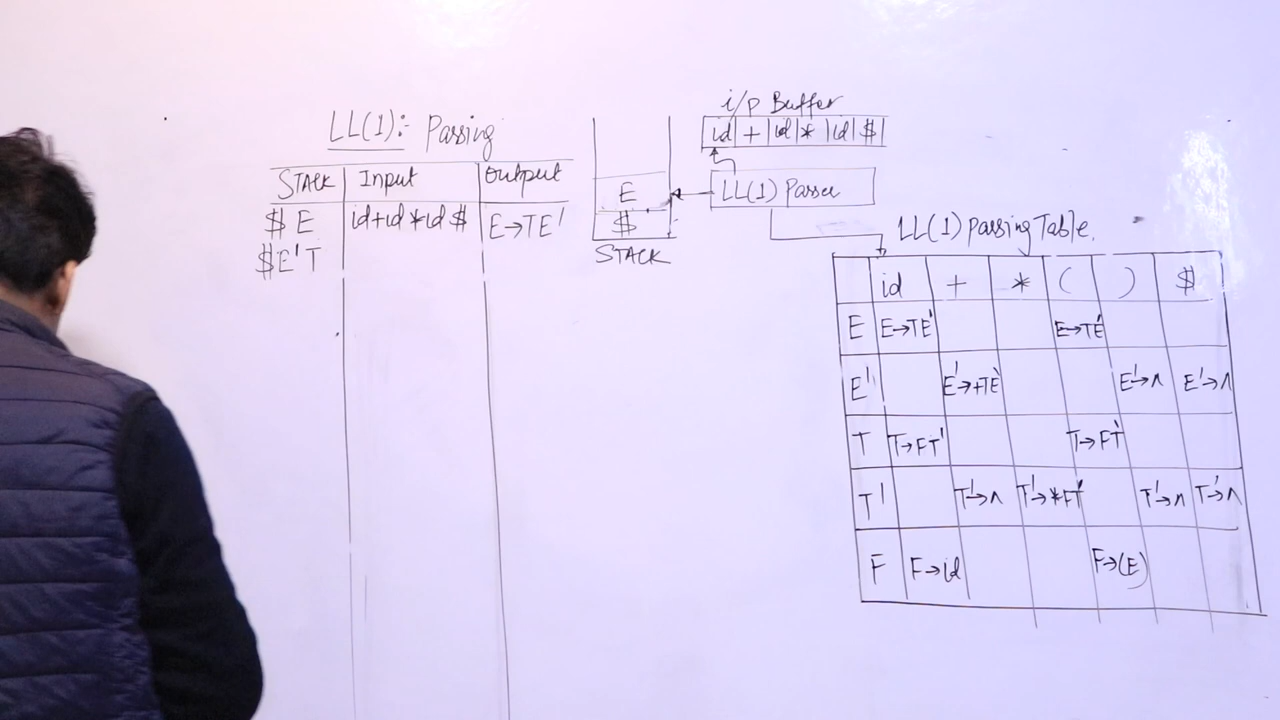 LL(1):- Parsing
STACK Input Output
$ E id+id*id$ E→TE'
$E'T
E
$
STACK
i/p Buffer
id + id * id $
LL(1) Parser
LL(1) Parsing Table.
id + * ( ) $
E E→TE' E→TE'
E' E'→+TE' E'→∧ E'→∧
T T→FT' T→FT'
T' T'→∧ T'→*FT' T'→∧ T'→∧
F F→id F→(E)